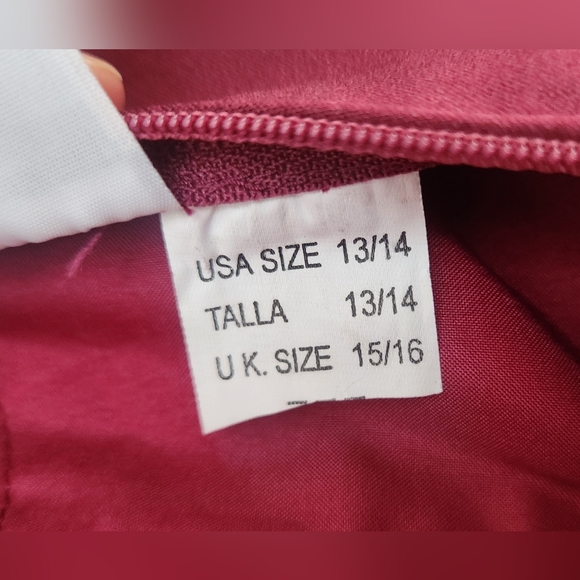 USA SIZE 13/14
TALLA 13/14
U K. SIZE 15/16